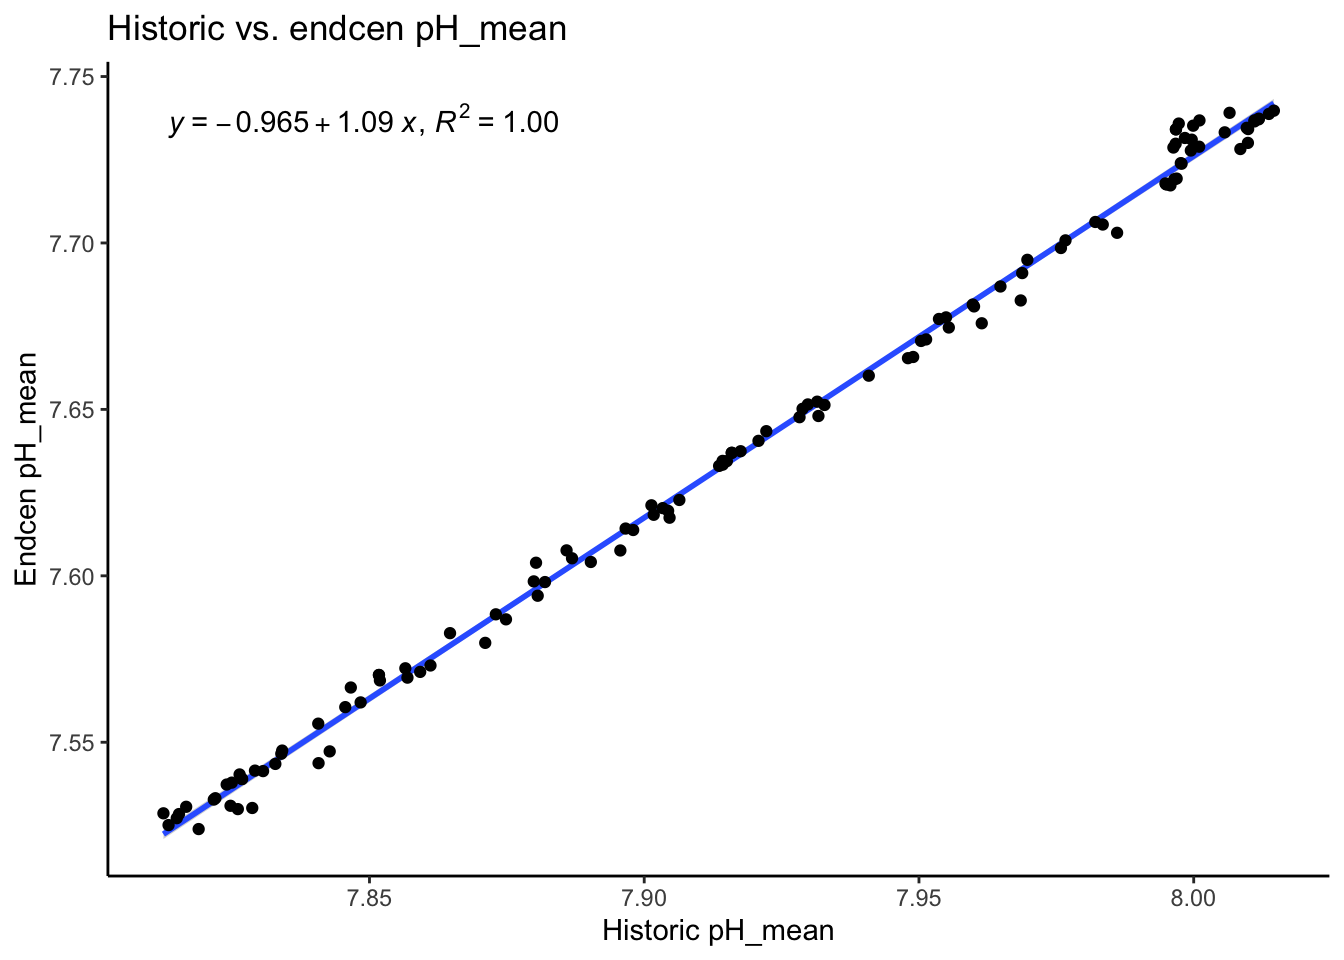 Historic vs. endcen pH_mean
y = −0.965 + 1.09 x, R² = 1.00
7.75
7.70
7.65
7.60
7.55
Endcen pH_mean
7.85 7.90 7.95 8.00
Historic pH_mean